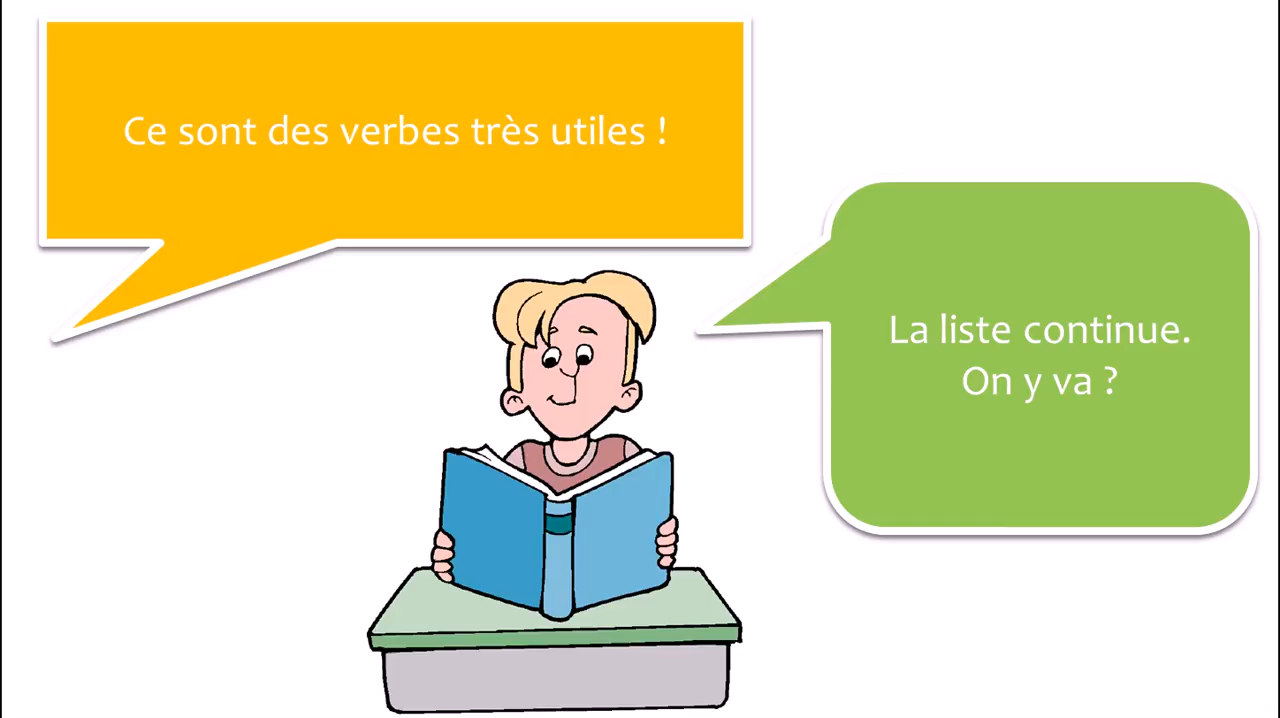 Ce sont des verbes très utiles !
La liste continue.
On y va ?